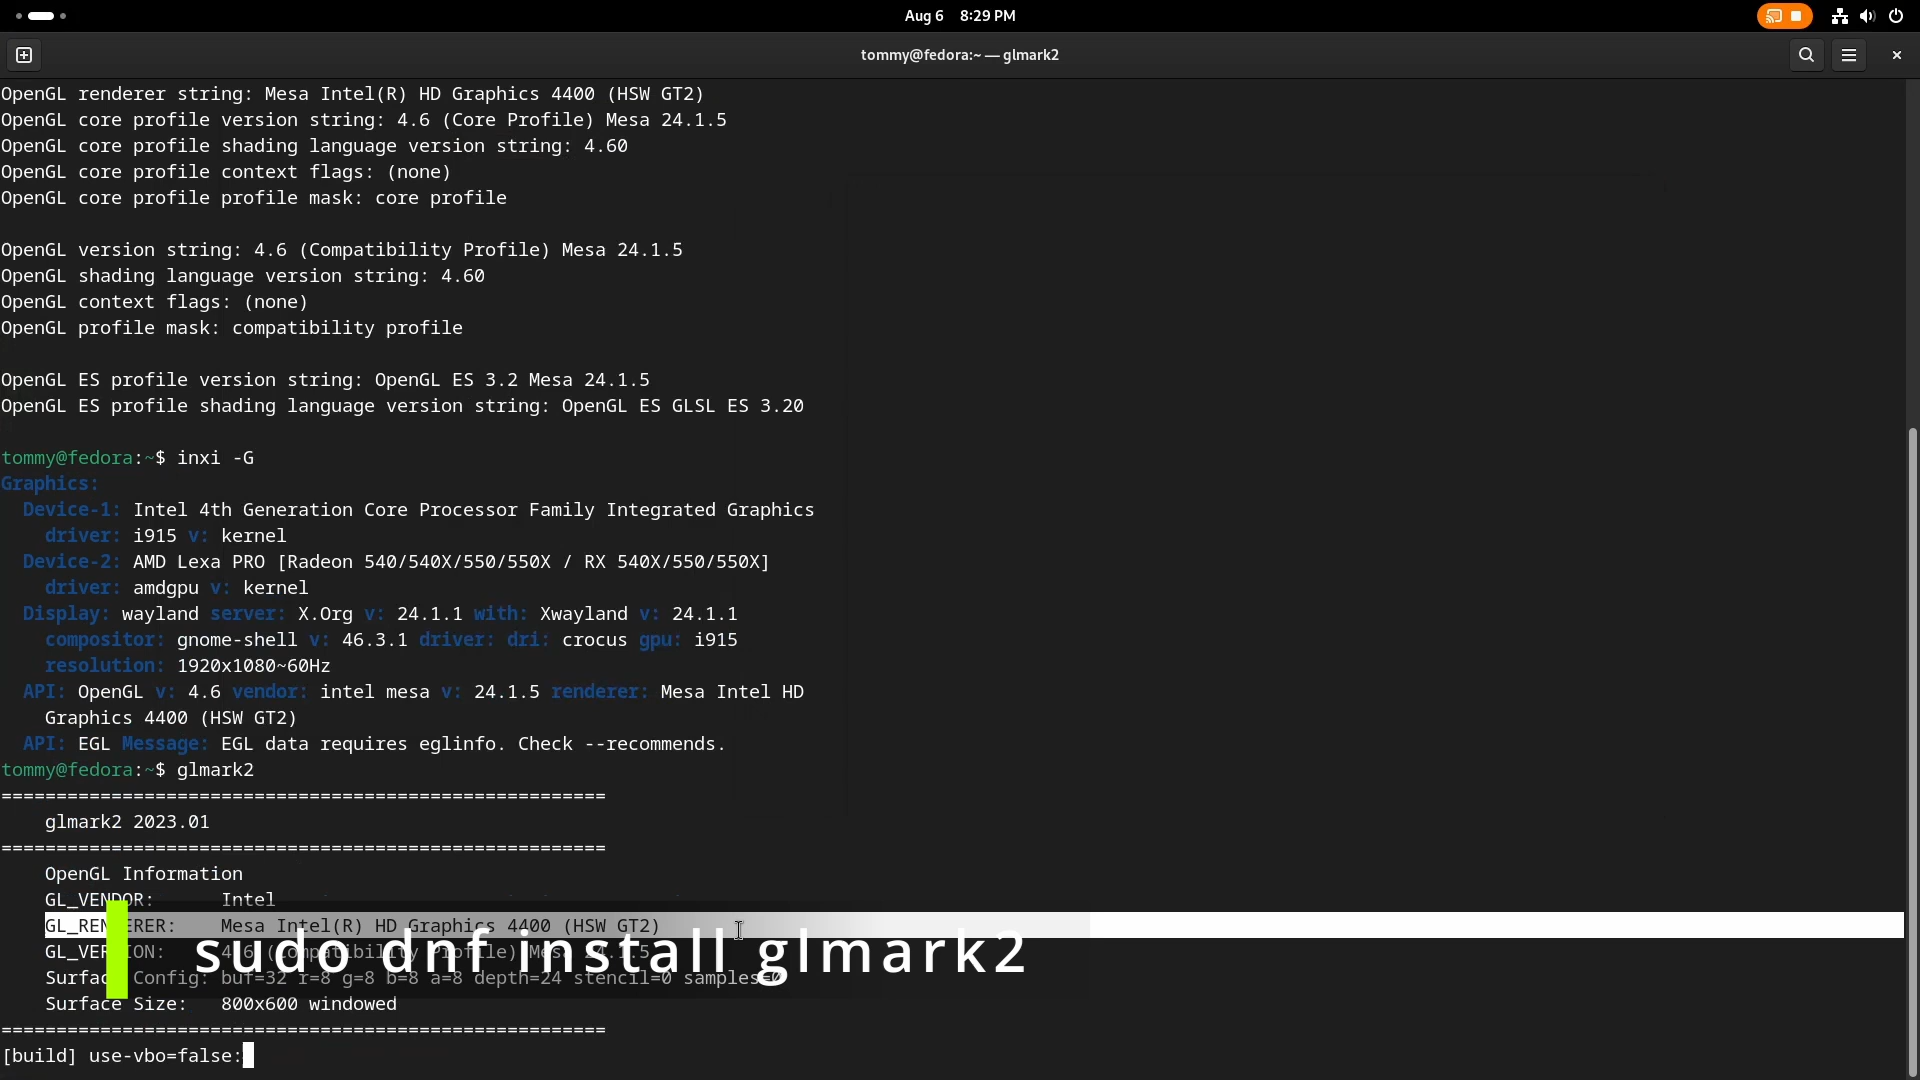 Aug 6 8:29 PM
tommy@fedora:~ — glmark2
OpenGL renderer string: Mesa Intel(R) HD Graphics 4400 (HSW GT2)
OpenGL core profile version string: 4.6 (Core Profile) Mesa 24.1.5
OpenGL core profile shading language version string: 4.60
OpenGL core profile context flags: (none)
OpenGL core profile profile mask: core profile
OpenGL version string: 4.6 (Compatibility Profile) Mesa 24.1.5
OpenGL shading language version string: 4.60
OpenGL context flags: (none)
OpenGL profile mask: compatibility profile
OpenGL ES profile version string: OpenGL ES 3.2 Mesa 24.1.5
OpenGL ES profile shading language version string: OpenGL ES GLSL ES 3.20
tommy@fedora:~$ inxi -G
Graphics:
Device-1: Intel 4th Generation Core Processor Family Integrated Graphics
driver: i915 v: kernel
Device-2: AMD Lexa PRO [Radeon 540/540X/550/550X / RX 540X/550/550X]
driver: amdgpu v: kernel
Display: wayland server: X.Org v: 24.1.1 with: Xwayland v: 24.1.1
compositor: gnome-shell v: 46.3.1 driver: dri: crocus gpu: i915
resolution: 1920x1080~60Hz
API: OpenGL v: 4.6 vendor: intel mesa v: 24.1.5 renderer: Mesa Intel HD
Graphics 4400 (HSW GT2)
API: EGL Message: EGL data requires eglinfo. Check --recommends.
tommy@fedora:~$ glmark2
=======================================================
glmark2 2023.01
=======================================================
OpenGL Information
GL_VENDOR: Intel
GL_RENDERER: Mesa Intel(R) HD Graphics 4400 (HSW GT2)
GL_VERSION: 4.6 (Compatibility Profile) Mesa 24.1.5
sudo dnf install glmark2
Surface Config: buf=32 r=8 g=8 b=8 a=8 depth=24 stencil=0 samples=0
Surface Size: 800x600 windowed
=======================================================
[build] use-vbo=false: